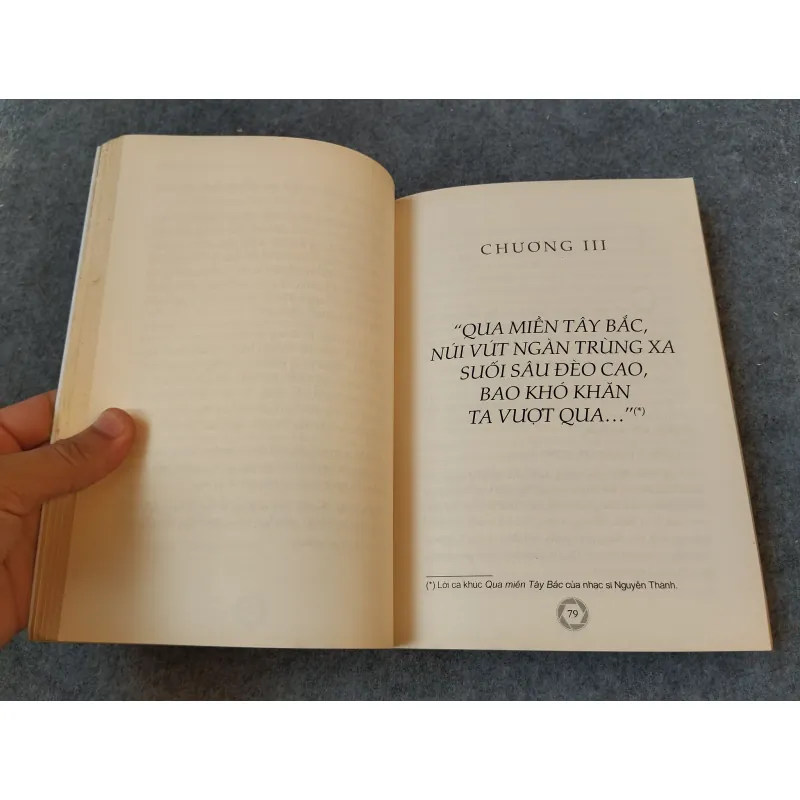 CHƯƠNG III
“QUA MIỀN TÂY BẮC,
NÚI VÚT NGÀN TRÙNG XA
SUỐI SÂU ĐÈO CAO,
BAO KHÓ KHĂN
TA VƯỢT QUA...”(*)
(*) Lời ca khúc Qua miền Tây Bắc của nhạc sĩ Nguyễn Thành.
79